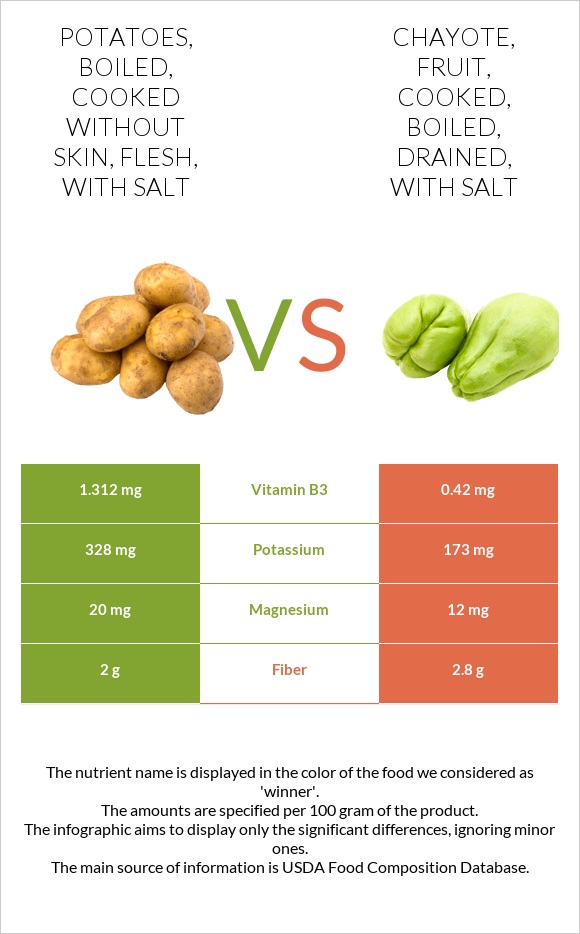 POTATOES,
BOILED,
COOKED
WITHOUT
SKIN, FLESH,
WITH SALT
CHAYOTE,
FRUIT,
COOKED,
BOILED,
DRAINED,
WITH SALT
VS
1.312 mg Vitamin B3 0.42 mg
328 mg Potassium 173 mg
20 mg Magnesium 12 mg
2 g Fiber 2.8 g
The nutrient name is displayed in the color of the food we considered as
'winner'.
The amounts are specified per 100 gram of the product.
The infographic aims to display only the significant differences, ignoring minor
ones.
The main source of information is USDA Food Composition Database.